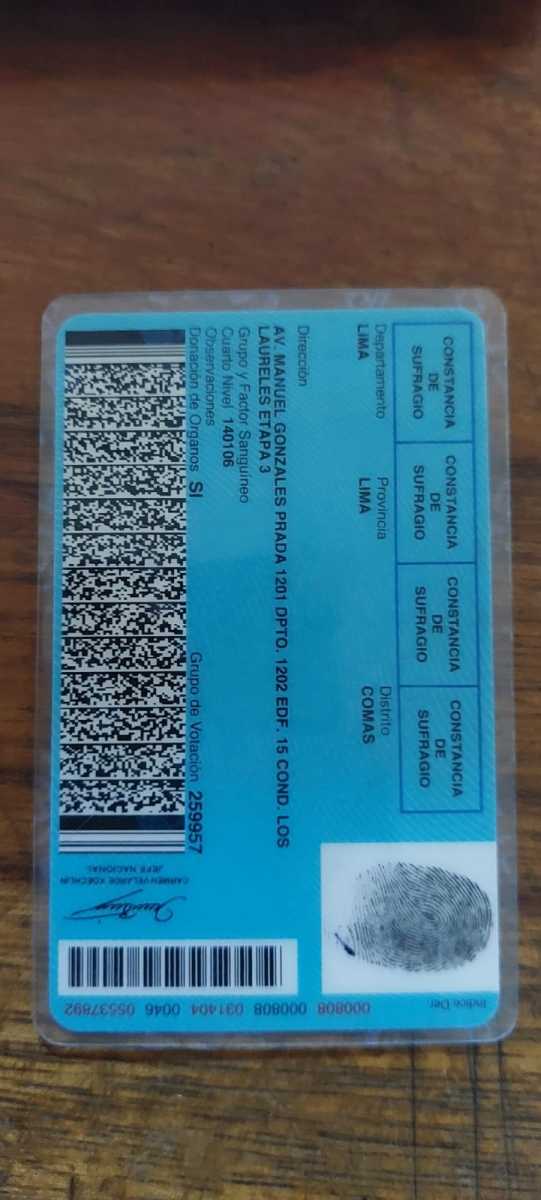 CONSTANCIA
DE
SUFRAGIO
CONSTANCIA
DE
SUFRAGIO
CONSTANCIA
DE
SUFRAGIO
CONSTANCIA
DE
SUFRAGIO
Departamento Provincia Distrito
LIMA LIMA COMAS
Dirección
AV. MANUEL GONZALES PRADA 1201 DPTO. 1202 EDF. 15 COND. LOS
LAURELES ETAPA 3
Grupo y Factor Sanguíneo
Cuarto Nivel 140106
Observaciones
Donación de Organos SI Grupo de Votación 259957
Indice Der.
CARMEN VELARDE KOECHLIN
JEFE NACIONAL
000808 000808 031404 0046 05537892